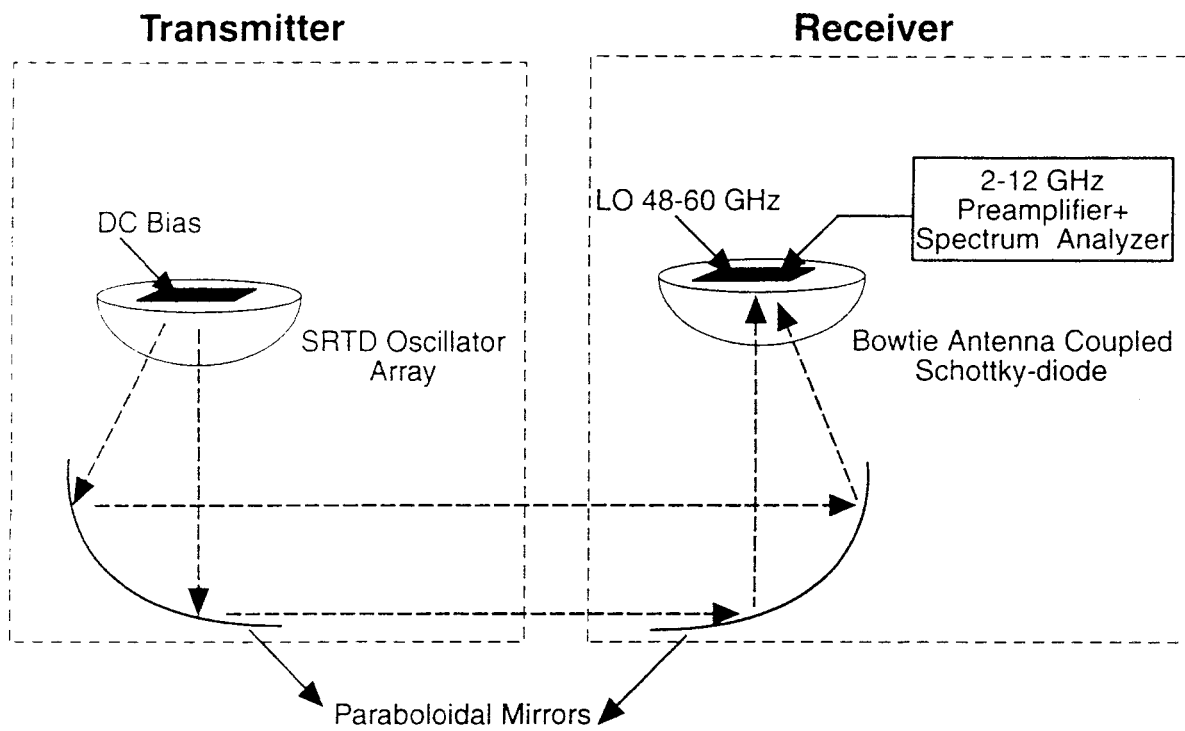 Transmitter
Receiver
DC Bias
LO 48-60 GHz
2-12 GHz
Preamplifier+
Spectrum Analyzer
SRTD Oscillator
Array
Bowtie Antenna Coupled
Schottky-diode
Paraboloidal Mirrors